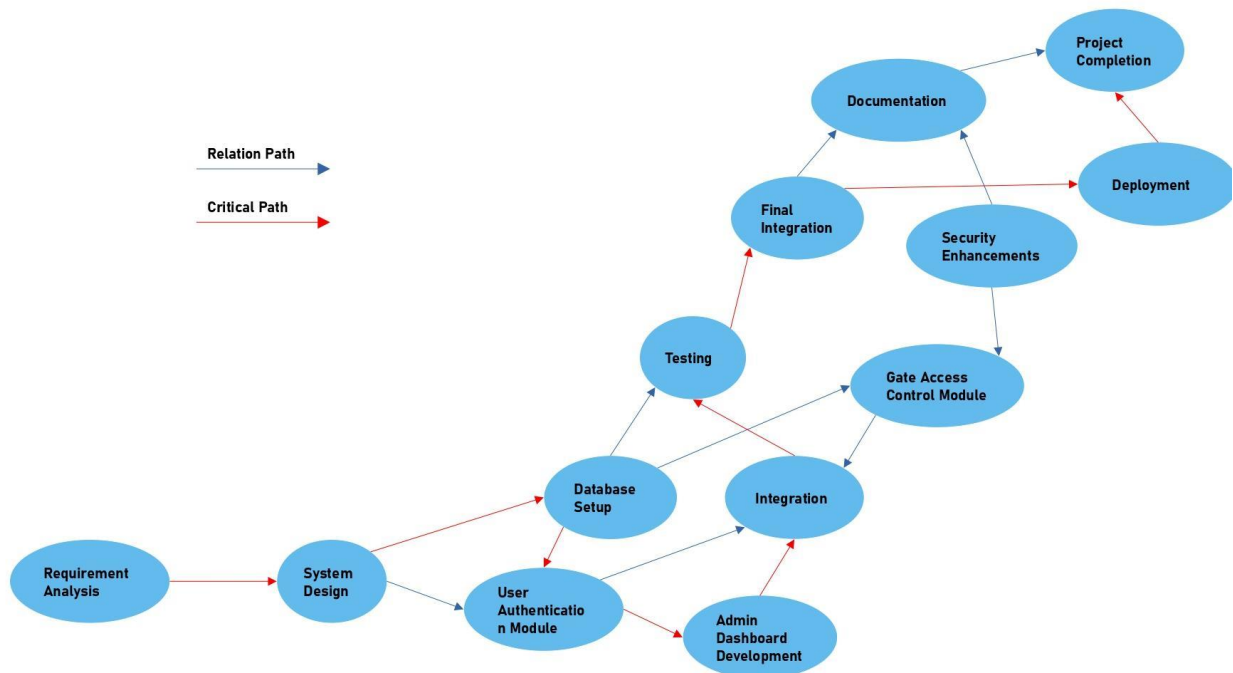 Project
Completion
Documentation
Relation Path
Deployment
Critical Path
Final
Integration
Security
Enhancements
Testing
Gate Access
Control Module
Database
Setup
Integration
Requirement
Analysis
System
Design
User
Authenticatio
n Module
Admin
Dashboard
Development